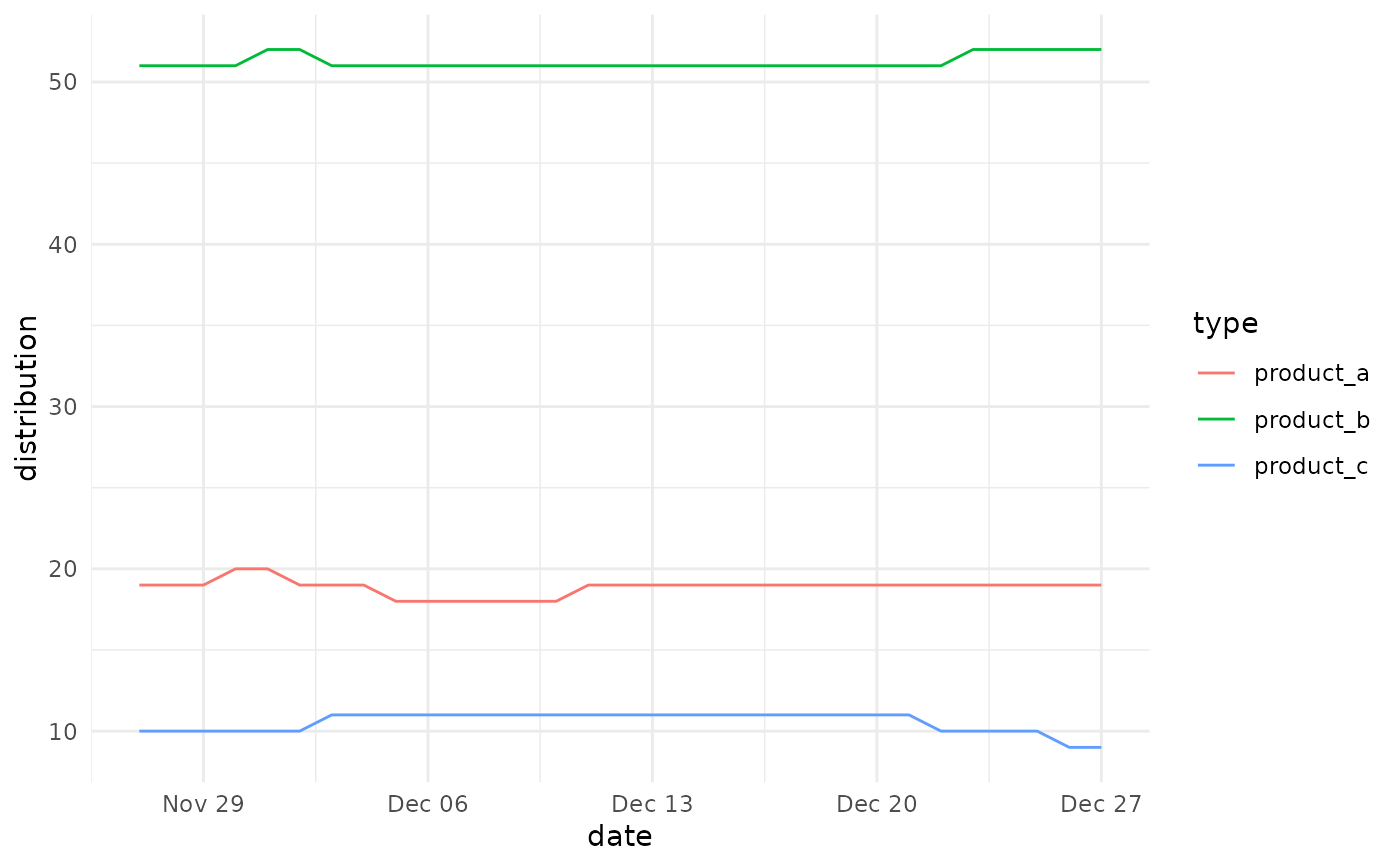 50
40
30
20
10
distribution
Nov 29
Dec 06
Dec 13
Dec 20
Dec 27
date
type
product_a
product_b
product_c